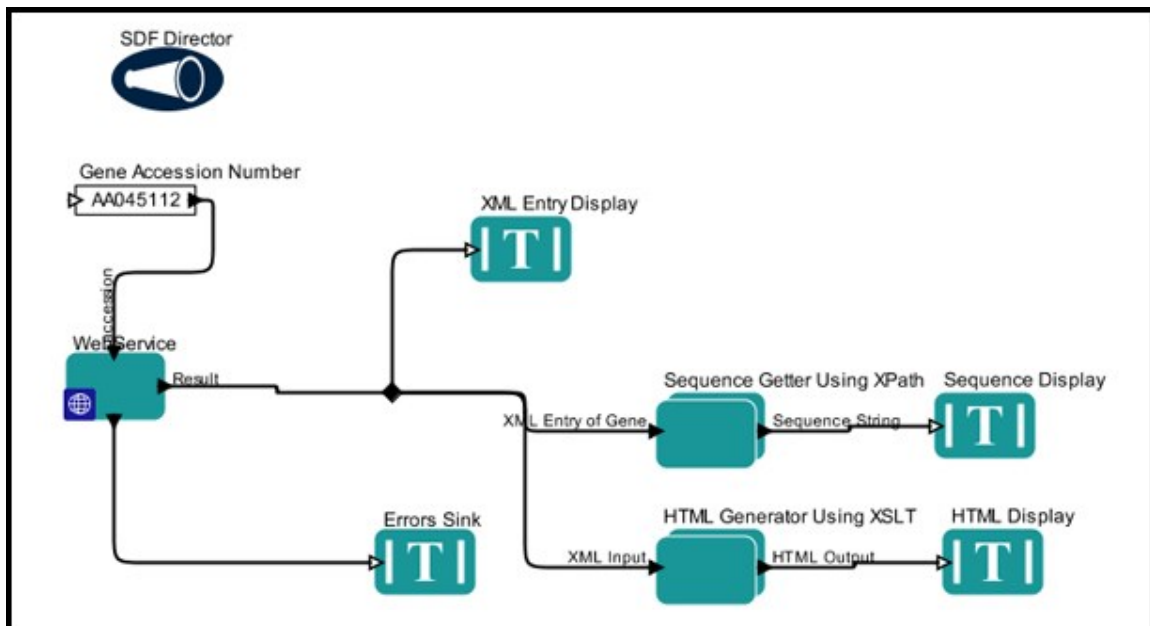 SDF Director
Gene Accession Number
AA045112
XML Entry Display
T
Accession
WebService
Result
Sequence Getter Using XPath
Sequence Display
XML Entry of Gene
Sequence String
T
Errors Sink
T
HTML Generator Using XSLT
HTML Display
XML Input
HTML Output
T